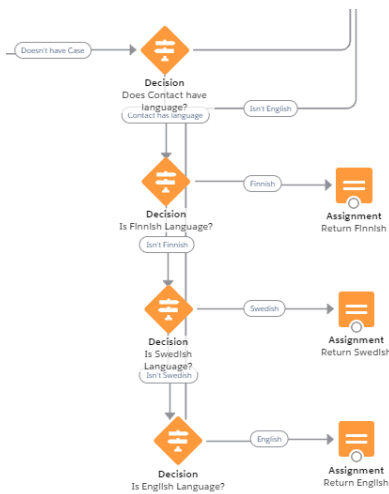 Doesn't have Case
Decision
Does Contact have
language?
Contact has language
Isn't English
Decision
Is Finnish Language?
Finnish
Assignment
Return Finnish
Isn't Finnish
Decision
Is Swedish
Language?
Swedish
Assignment
Return Swedish
Isn't Swedish
Decision
Is English Language?
English
Assignment
Return English